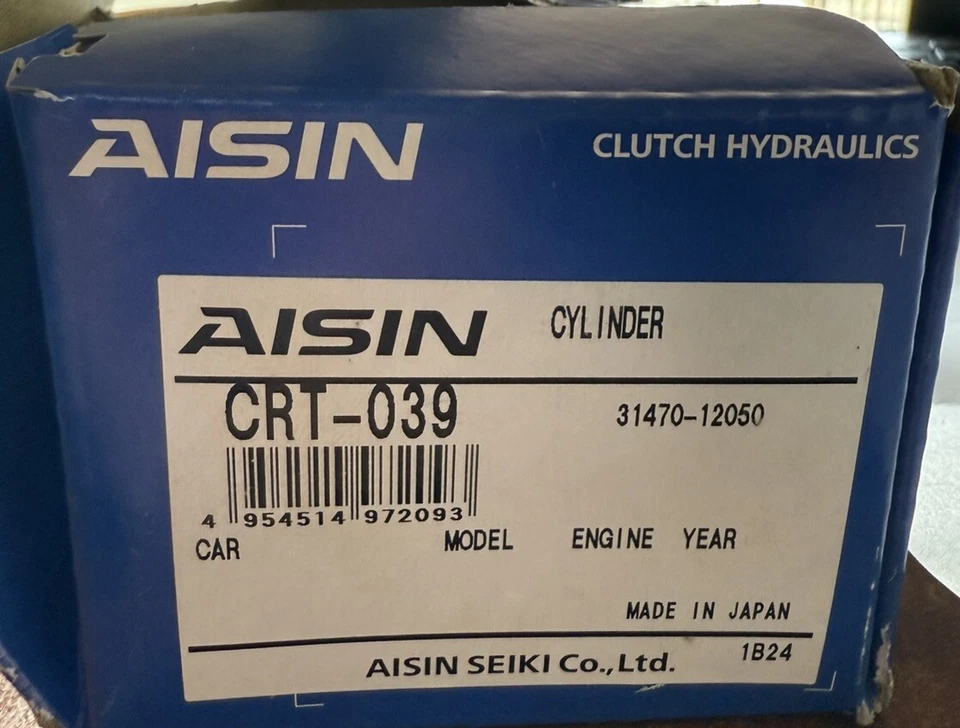 AISIN CLUTCH HYDRAULICS
AISIN CYLINDER
CRT-039 31470-12050
4 954514 972093
CAR MODEL ENGINE YEAR
MADE IN JAPAN
AISIN SEIKI Co.,Ltd. 1B24